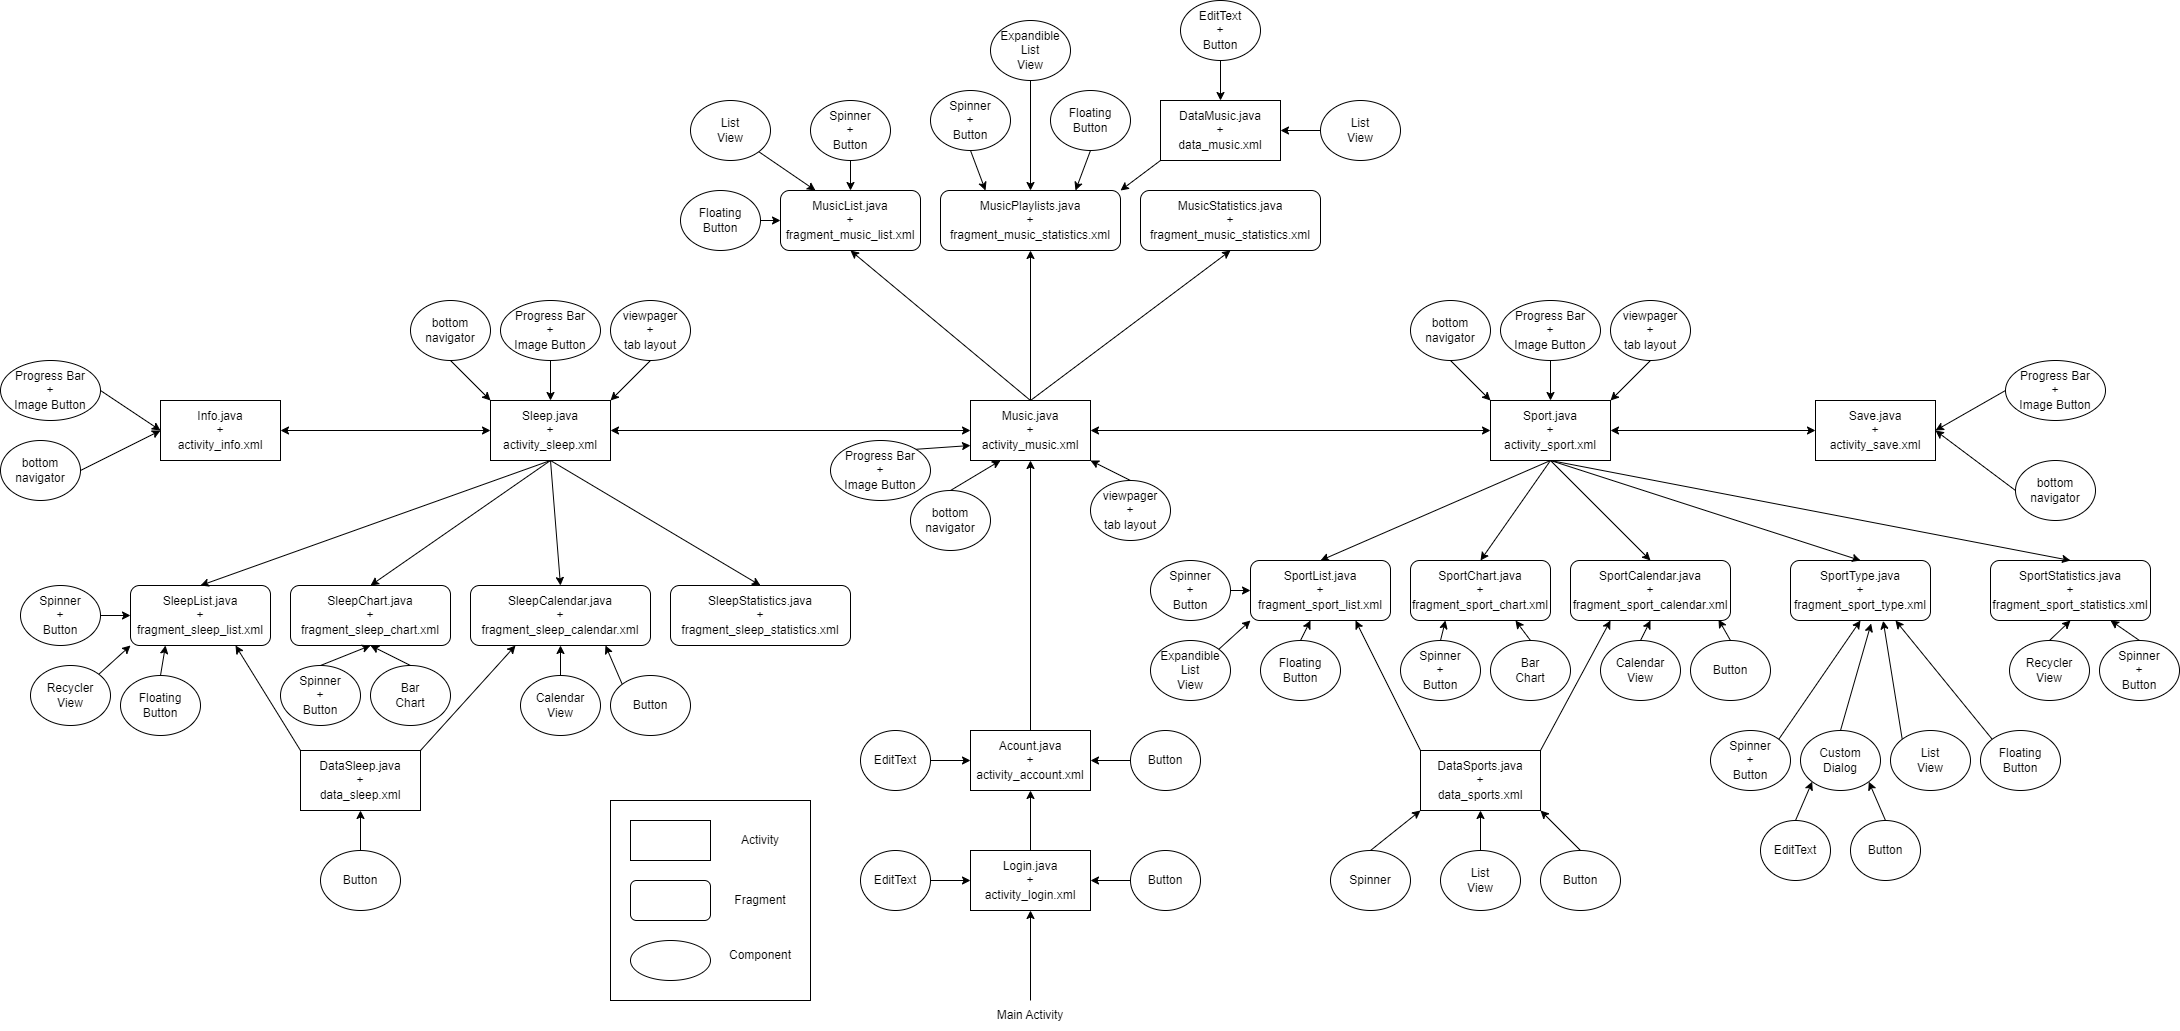 EditText
+
Button
Expandible
List
View
List
View
Spinner
+
Button
Spinner
+
Button
Floating
Button
DataMusic.java
+
data_music.xml
List
View
Floating
Button
MusicList.java
+
fragment_music_list.xml
MusicPlaylists.java
+
fragment_music_statistics.xml
MusicStatistics.java
+
fragment_music_statistics.xml
bottom
navigator
Progress Bar
+
Image Button
viewpager
+
tab layout
bottom
navigator
Progress Bar
+
Image Button
viewpager
+
tab layout
Progress Bar
+
Image Button
Info.java
+
activity_info.xml
Sleep.java
+
activity_sleep.xml
Music.java
+
activity_music.xml
Sport.java
+
activity_sport.xml
Save.java
+
activity_save.xml
Progress Bar
+
Image Button
bottom
navigator
Progress Bar
+
Image Button
bottom
navigator
viewpager
+
tab layout
bottom
navigator
Spinner
+
Button
SleepList.java
+
fragment_sleep_list.xml
SleepChart.java
+
fragment_sleep_chart.xml
SleepCalendar.java
+
fragment_sleep_calendar.xml
SleepStatistics.java
+
fragment_sleep_statistics.xml
Spinner
+
Button
SportList.java
+
fragment_sport_list.xml
SportChart.java
+
fragment_sport_chart.xml
SportCalendar.java
+
fragment_sport_calendar.xml
SportType.java
+
fragment_sport_type.xml
SportStatistics.java
+
fragment_sport_statistics.xml
Recycler
View
Floating
Button
Spinner
+
Button
Bar
Chart
Calendar
View
Button
Expandible
List
View
Floating
Button
Spinner
+
Button
Bar
Chart
Calendar
View
Button
Recycler
View
Spinner
+
Button
DataSleep.java
+
data_sleep.xml
EditText
Acount.java
+
activity_account.xml
Button
DataSports.java
+
data_sports.xml
Spinner
+
Button
Custom
Dialog
List
View
Floating
Button
Button
Activity
Fragment
Component
EditText
Login.java
+
activity_login.xml
Button
Spinner
List
View
Button
EditText
Button
Main Activity